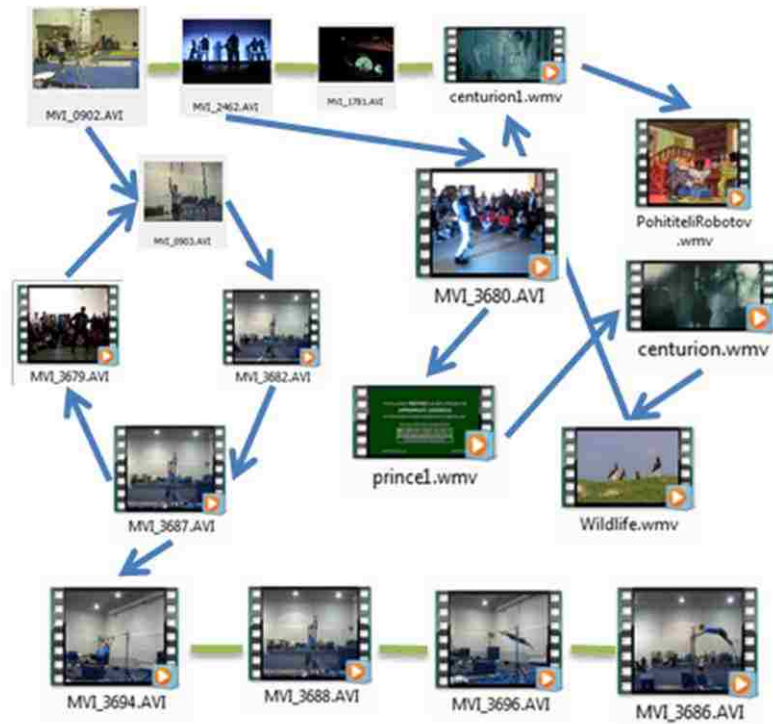 MVI_0902.AVI
MVI_2462.AVI
MVI_1781.AVI
centurion1.wmv
PohititeliRobotov
.wmv
MVI_0903.AVI
MVI_3680.AVI
centurion.wmv
MVI_3679.AVI
MVI_3682.AVI
prince1.wmv
Wildlife.wmv
MVI_3687.AVI
MVI_3694.AVI
MVI_3688.AVI
MVI_3696.AVI
MVI_3686.AVI